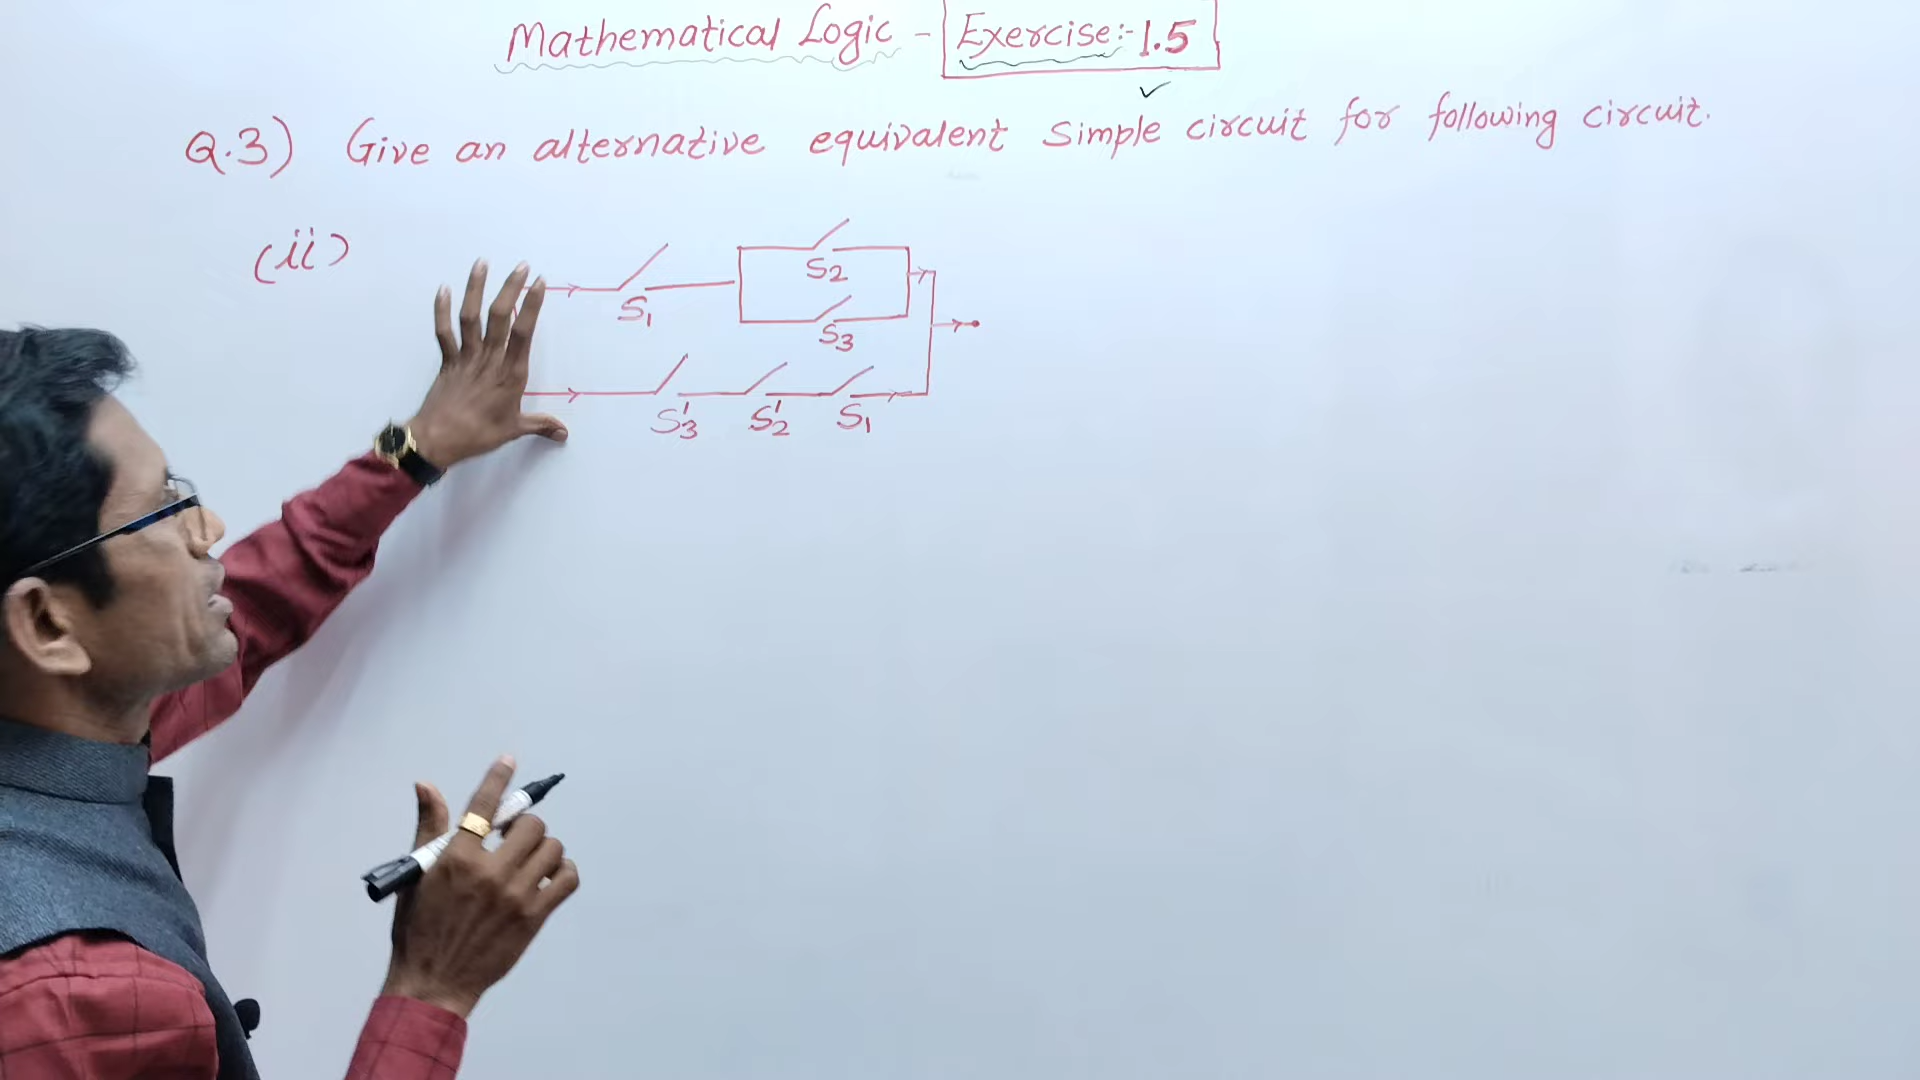 Mathematical Logic - Exercise:- 1.5
Q.3) Give an alternative equivalent simple circuit for following circuit.
(ii)
S2
S1
S3
S'3 S'2 S1